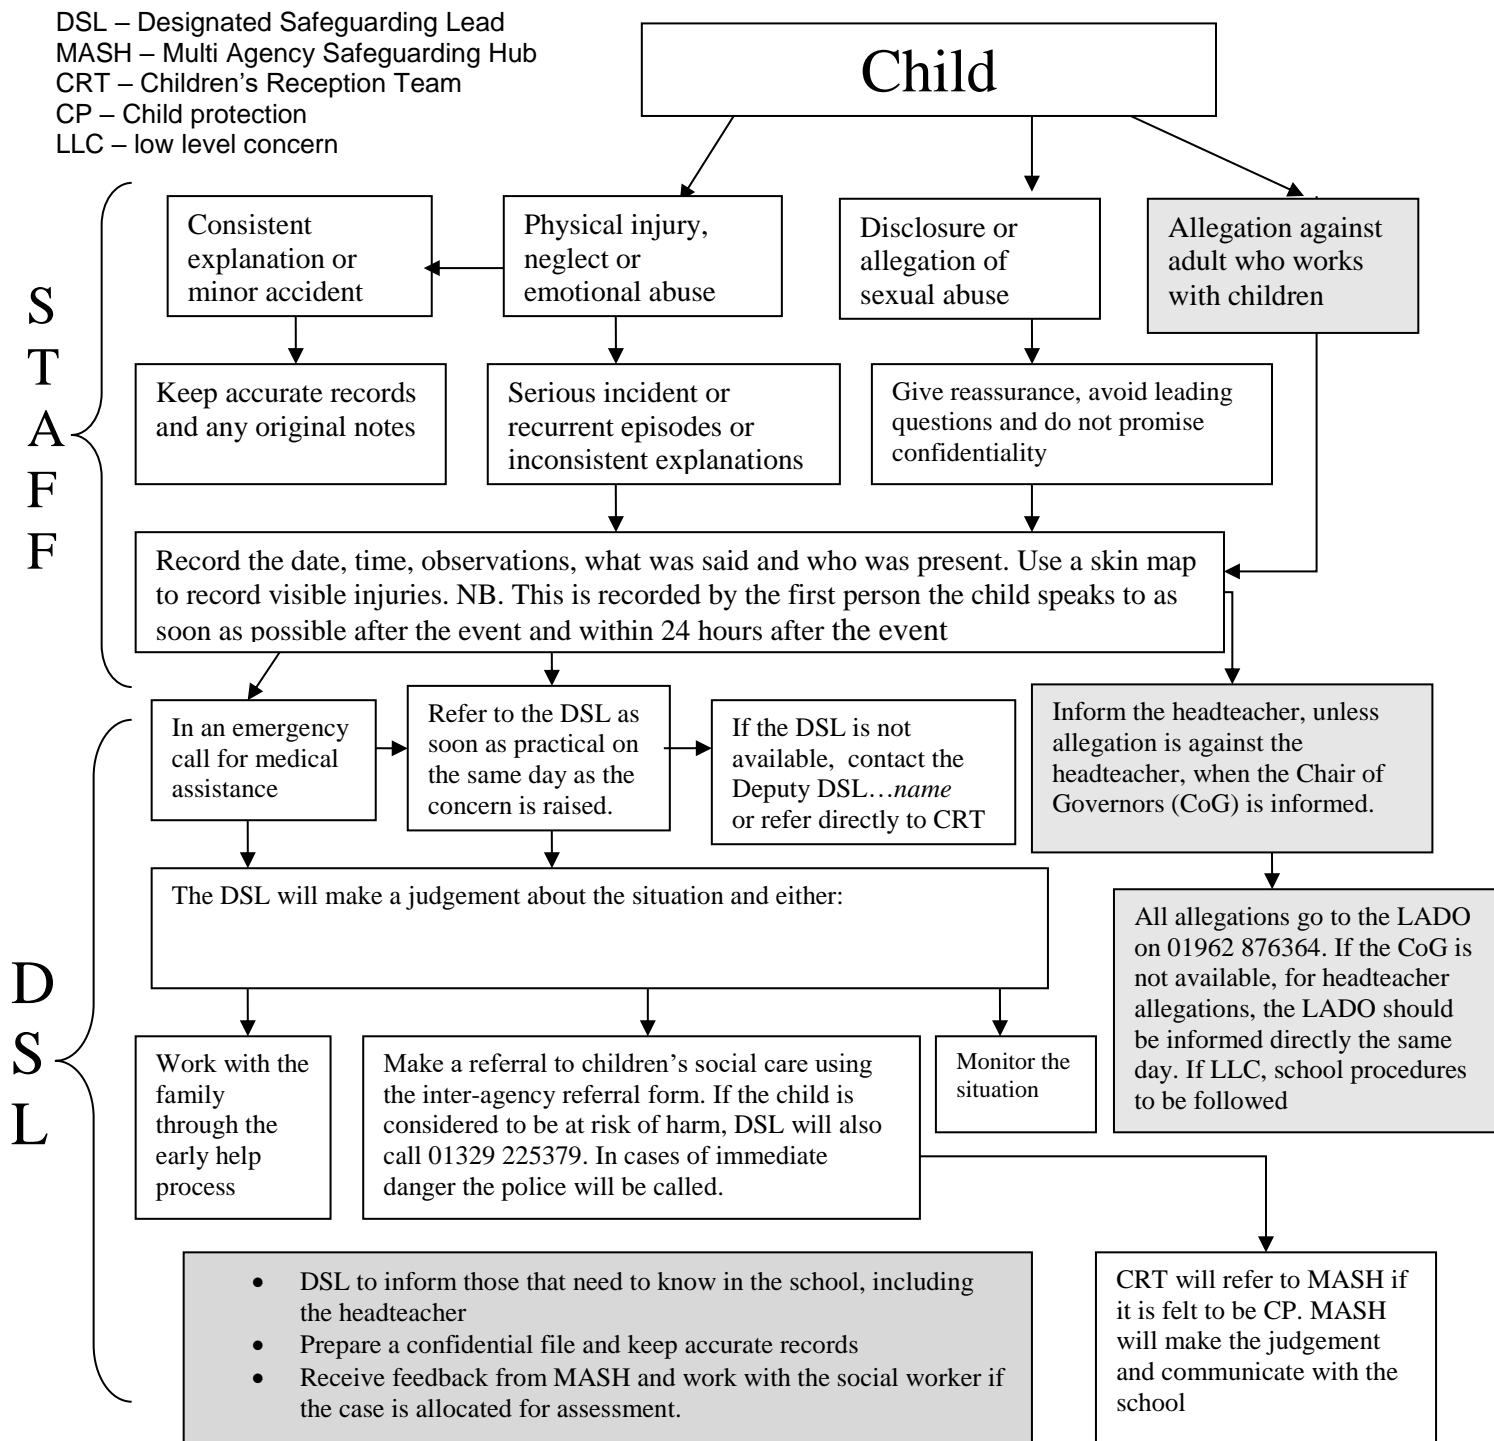 DSL – Designated Safeguarding Lead
MASH – Multi Agency Safeguarding Hub
CRT – Children's Reception Team
CP – Child protection
LLC – low level concern
Child
S
T
A
F
F
Consistent
explanation or
minor accident
Physical injury,
neglect or
emotional abuse
Disclosure or
allegation of
sexual abuse
Allegation against
adult who works
with children
Keep accurate records
and any original notes
Serious incident or
recurrent episodes or
inconsistent explanations
Give reassurance, avoid leading
questions and do not promise
confidentiality
Record the date, time, observations, what was said and who was present. Use a skin map
to record visible injuries. NB. This is recorded by the first person the child speaks to as
soon as possible after the event and within 24 hours after the event
D
S
L
In an emergency
call for medical
assistance
Refer to the DSL as
soon as practical on
the same day as the
concern is raised.
If the DSL is not
available,  contact the
Deputy DSL…name
or refer directly to CRT
Inform the headteacher, unless
allegation is against the
headteacher, when the Chair of
Governors (CoG) is informed.
The DSL will make a judgement about the situation and either:
All allegations go to the LADO
on 01962 876364. If the CoG is
not available, for headteacher
allegations, the LADO should
be informed directly the same
day. If LLC, school procedures
to be followed
Work with the
family
through the
early help
process
Make a referral to children's social care using
the inter-agency referral form. If the child is
considered to be at risk of harm, DSL will also
call 01329 225379. In cases of immediate
danger the police will be called.
Monitor the
situation
• DSL to inform those that need to know in the school, including
the headteacher
• Prepare a confidential file and keep accurate records
• Receive feedback from MASH and work with the social worker if
the case is allocated for assessment.
CRT will refer to MASH if
it is felt to be CP. MASH
will make the judgement
and communicate with the
school